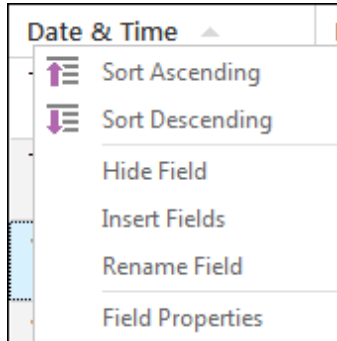 Date & Time
Sort Ascending
Sort Descending
Hide Field
Insert Fields
Rename Field
Field Properties